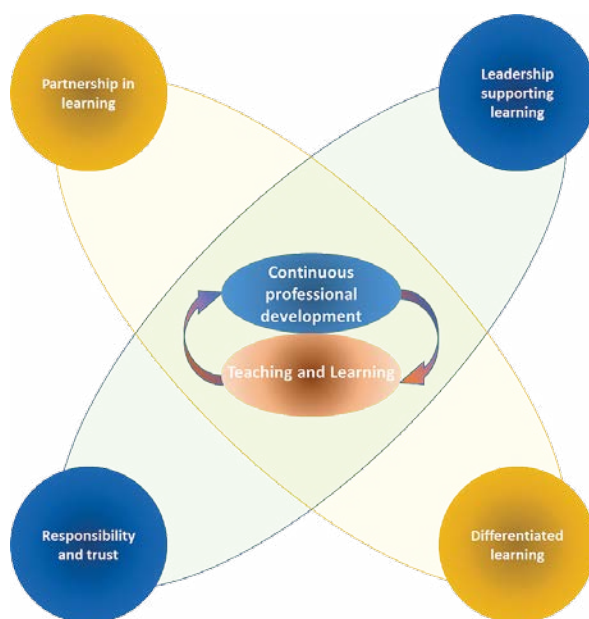 Partnership in
learning
Leadership
supporting
learning
Continuous
professional
development
Teaching and Learning
Responsibility
and trust
Differentiated
learning